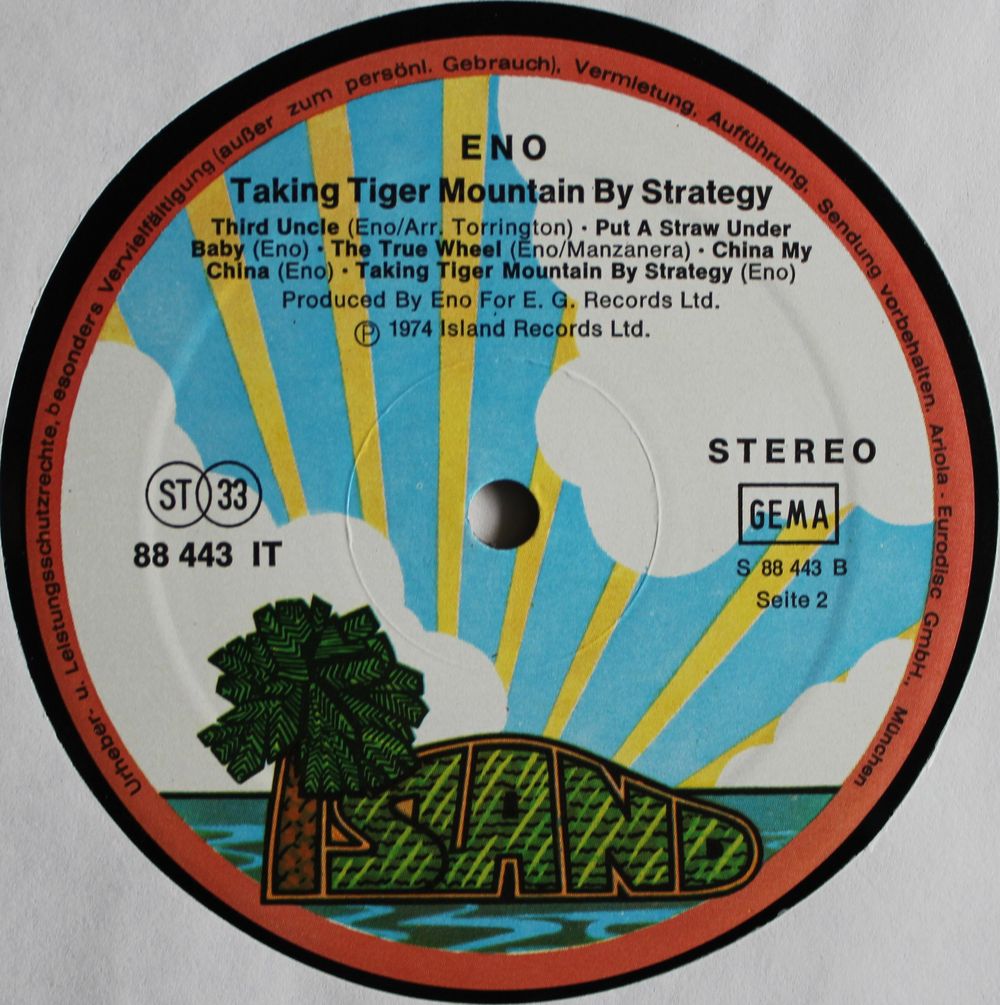 ENO
Taking Tiger Mountain By Strategy
Third Uncle (Eno/Arr. Torrington) · Put A Straw Under
Baby (Eno) · The True Wheel (Eno/Manzanera) · China My
China (Eno) · Taking Tiger Mountain By Strategy (Eno)
Produced By Eno For E. G. Records Ltd.
Ⓟ 1974 Island Records Ltd.
STEREO
ST 33
GEMA
88 443 IT
S 88 443 B
Seite 2
ISLAND
Urheber- u. Leistungsschutzrechte, besonders Vervielfältigung (außer zum persönl. Gebrauch), Vermietung, Aufführung, Sendung vorbehalten. Ariola - Eurodisc GmbH., München